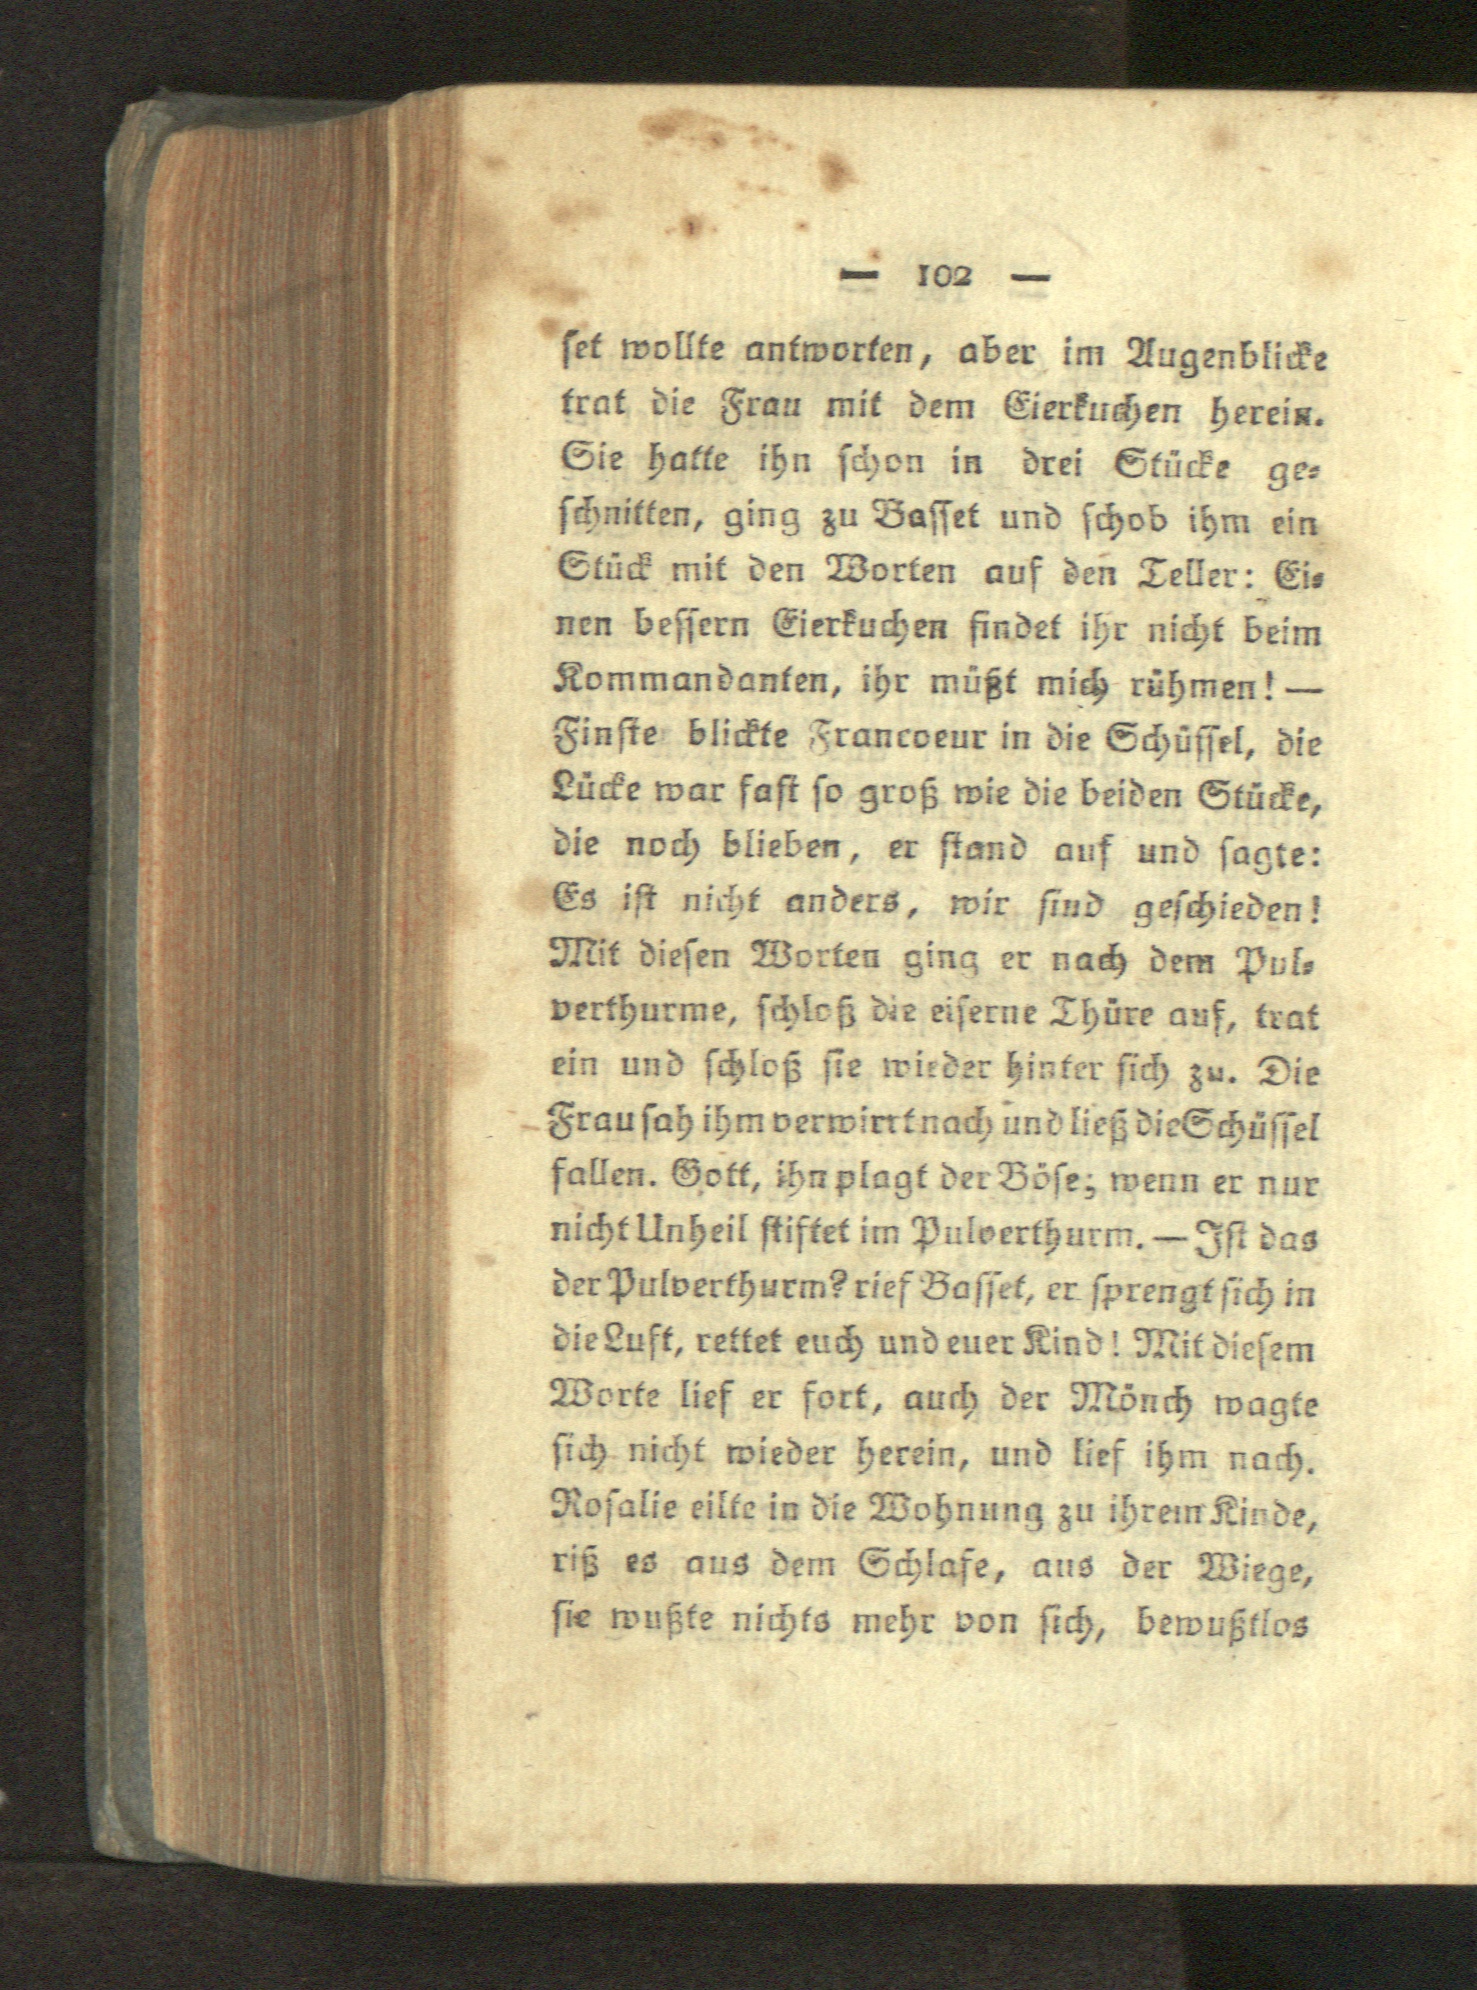 — 102 —
ſet wollte antworten, aber im Augenblicke
trat die Frau mit dem Eierkuchen herein.
Sie hatte ihn ſchon in drei Stücke ge⸗
ſchnitten, ging zu Baſſet und ſchob ihm ein
Stück mit den Worten auf den Teller: Ei⸗
nen beſſern Eierkuchen findet ihr nicht beim
Kommandanten, ihr müßt mich rühmen! —
Finſte blickte Francoeur in die Schüſſel, die
Lücke war faſt ſo groß wie die beiden Stücke,
die noch blieben, er ſtand auf und ſagte:
Es iſt nicht anders, wir ſind geſchieden!
Mit dieſen Worten ging er nach dem Pul⸗
verthurme, ſchloß die eiſerne Thüre auf, trat
ein und ſchloß ſie wieder hinter ſich zu. Die
Frau ſah ihm verwirrt nach und ließ die Schüſſel
fallen. Gott, ihn plagt der Böſe; wenn er nur
nicht Unheil ſtiftet im Pulverthurm. — Iſt das
der Pulverthurm? rief Baſſet, er ſprengt ſich in
die Luft, rettet euch und euer Kind! Mit dieſem
Worte lief er fort, auch der Mönch wagte
ſich nicht wieder herein, und lief ihm nach.
Roſalie eilte in die Wohnung zu ihrem Kinde,
riß es aus dem Schlafe, aus der Wiege,
ſie wußte nichts mehr von ſich, bewußtlos